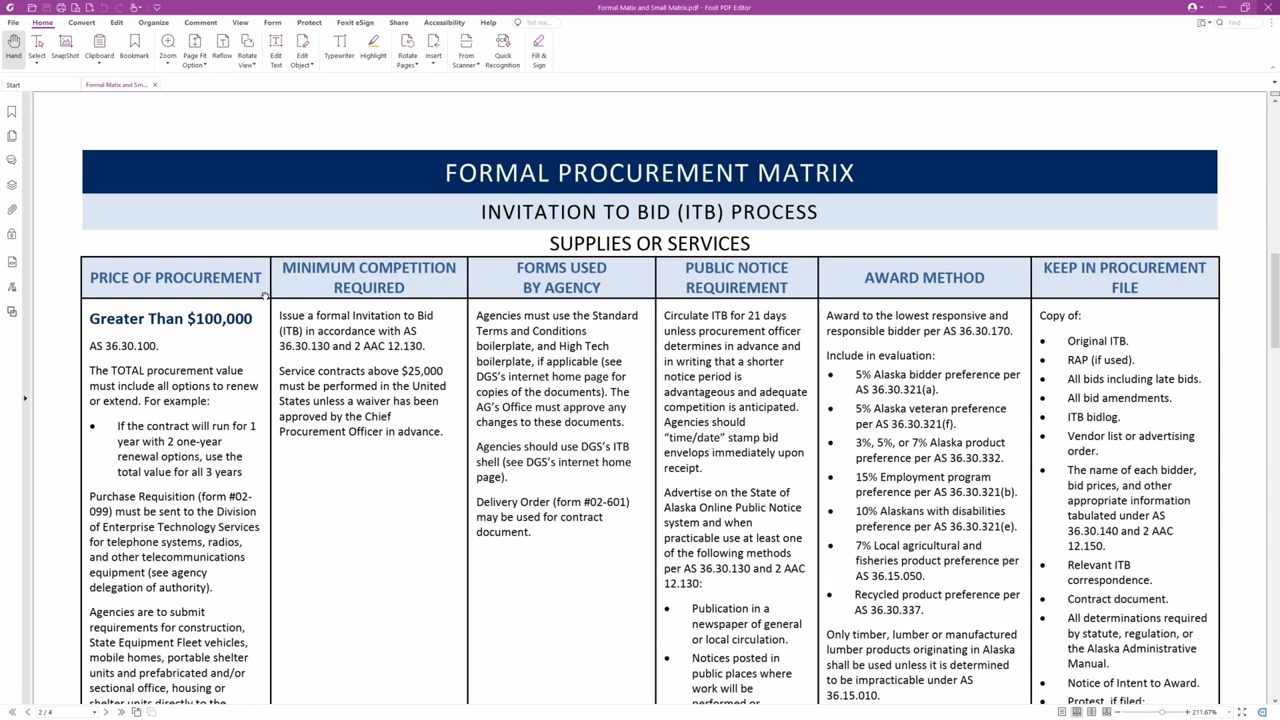 Formal Matix and Small Matrix.pdf - Foxit PDF Editor
File Home Convert Edit Organize Comment View Form Protect Foxit eSign Share Accessibility Help Tell me... Find
Hand Select SnapShot Clipboard Bookmark Zoom Page Fit Option Reflow Rotate View Edit Text Edit Object Typewriter Highlight Rotate Pages Insert From Scanner Quick Recognition Fill & Sign
Start Formal Matix and Sm...
FORMAL PROCUREMENT MATRIX
INVITATION TO BID (ITB) PROCESS
SUPPLIES OR SERVICES
PRICE OF PROCUREMENT
Greater Than $100,000
AS 36.30.100.
The TOTAL procurement value
must include all options to renew
or extend. For example:
• If the contract will run for 1
year with 2 one-year
renewal options, use the
total value for all 3 years
Purchase Requisition (form #02-
099) must be sent to the Division
of Enterprise Technology Services
for telephone systems, radios,
and other telecommunications
equipment (see agency
delegation of authority).
Agencies are to submit
requirements for construction,
State Equipment Fleet vehicles,
mobile homes, portable shelter
units and prefabricated and/or
sectional office, housing or
shelter units directly to the
MINIMUM COMPETITION
REQUIRED
Issue a formal Invitation to Bid
(ITB) in accordance with AS
36.30.130 and 2 AAC 12.130.
Service contracts above $25,000
must be performed in the United
States unless a waiver has been
approved by the Chief
Procurement Officer in advance.
FORMS USED
BY AGENCY
Agencies must use the Standard
Terms and Conditions
boilerplate, and High Tech
boilerplate, if applicable (see
DGS's internet home page for
copies of the documents). The
AG's Office must approve any
changes to these documents.
Agencies should use DGS's ITB
shell (see DGS's internet home
page).
Delivery Order (form #02-601)
may be used for contract
document.
PUBLIC NOTICE
REQUIREMENT
Circulate ITB for 21 days
unless procurement officer
determines in advance and
in writing that a shorter
notice period is
advantageous and adequate
competition is anticipated.
Agencies should
"time/date" stamp bid
envelops immediately upon
receipt.
Advertise on the State of
Alaska Online Public Notice
system and when
practicable use at least one
of the following methods
per AS 36.30.130 and 2 AAC
12.130:
• Publication in a
newspaper of general
or local circulation.
• Notices posted in
public places where
work will be
performed or
AWARD METHOD
Award to the lowest responsive and
responsible bidder per AS 36.30.170.
Include in evaluation:
• 5% Alaska bidder preference per
AS 36.30.321(a).
• 5% Alaska veteran preference
per AS 36.30.321(f).
• 3%, 5%, or 7% Alaska product
preference per AS 36.30.332.
• 15% Employment program
preference per AS 36.30.321(b).
• 10% Alaskans with disabilities
preference per AS 36.30.321(e).
• 7% Local agricultural and
fisheries product preference per
AS 36.15.050.
• Recycled product preference per
AS 36.30.337.
Only timber, lumber or manufactured
lumber products originating in Alaska
shall be used unless it is determined
to be impracticable under AS
36.15.010.
KEEP IN PROCUREMENT
FILE
Copy of:
• Original ITB.
• RAP (if used).
• All bids including late bids.
• All bid amendments.
• ITB bidlog.
• Vendor list or advertising
order.
• The name of each bidder,
bid prices, and other
appropriate information
tabulated under AS
36.30.140 and 2 AAC
12.150.
• Relevant ITB
correspondence.
• Contract document.
• All determinations required
by statute, regulation, or
the Alaska Administrative
Manual.
• Notice of Intent to Award.
• Protest, if filed:
2 / 4 211.67%